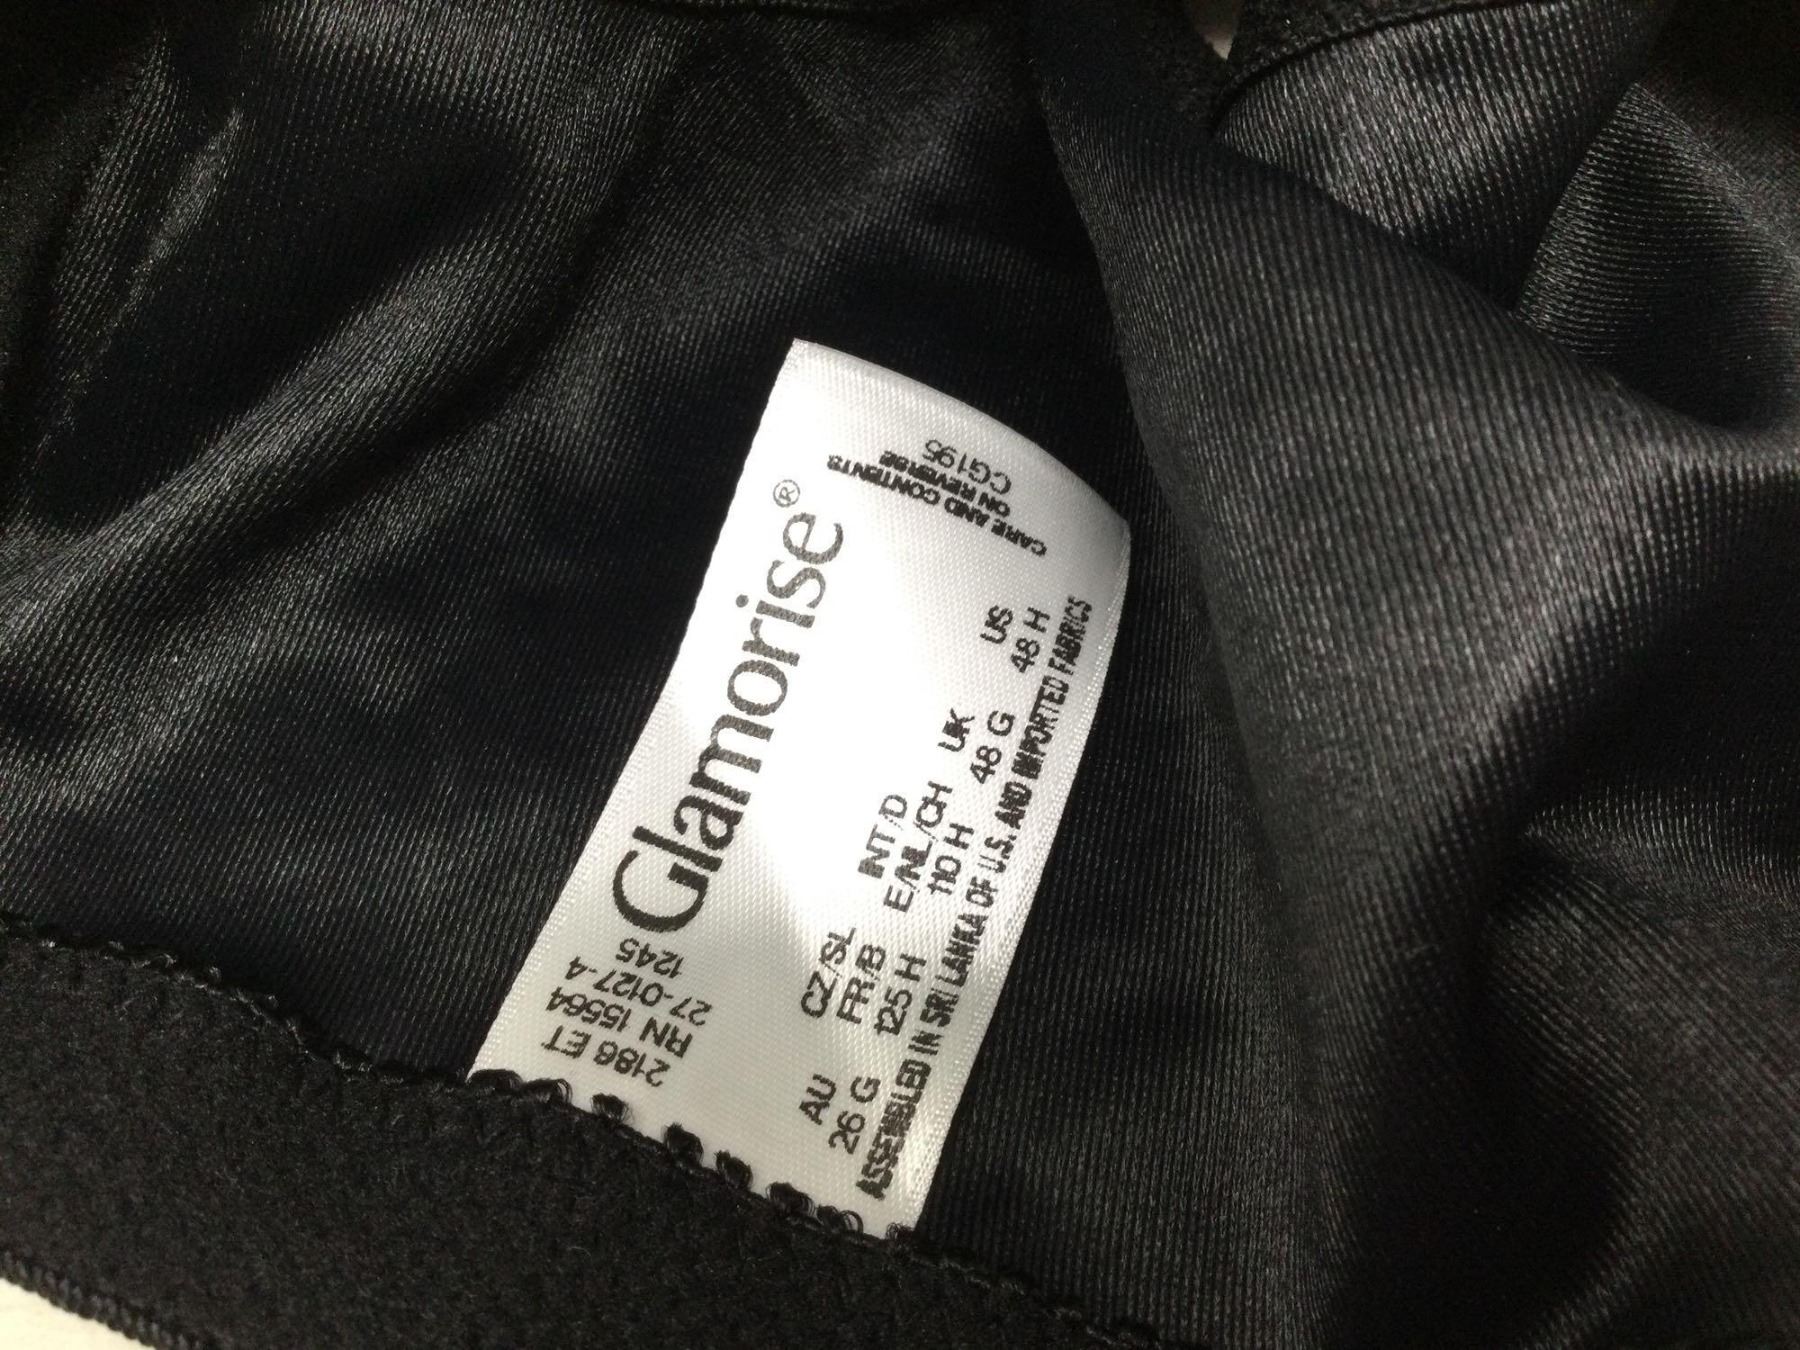 Glamorise®
US
48 H
UK
48 G
INT/D
E/NL/CH
110 H
CZ/SL
FR/B
125 H
AU
26 G
ASSEMBLED IN SRI LANKA OF U.S. AND IMPORTED FABRICS
CARE AND CONTENTS
ON REVERSE
CG195
2186 ET
RN 15564
27-0127-4
1245